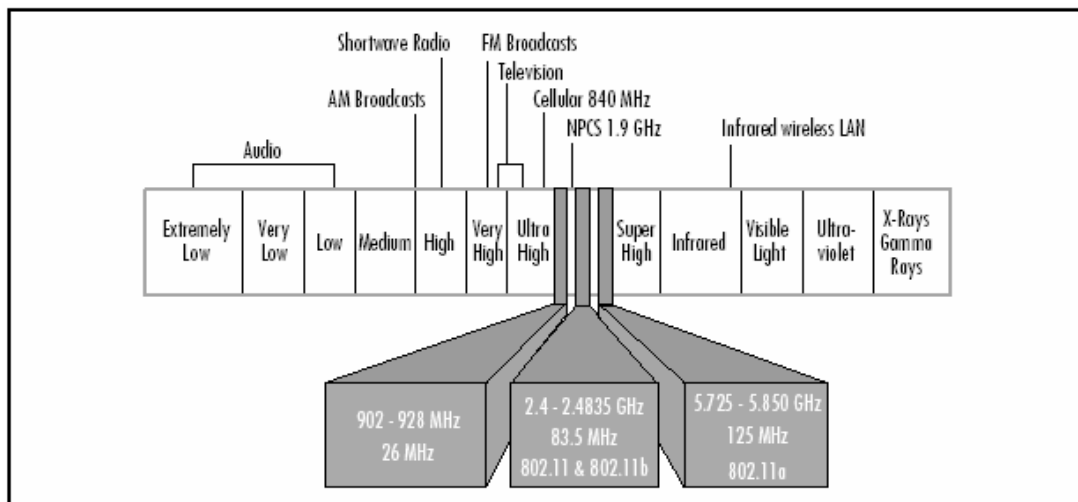 Shortwave Radio
FM Broadcasts
Television
AM Broadcasts
Cellular 840 MHz
NPCS 1.9 GHz
Infrared wireless LAN
Audio
Extremely
Low
Very
Low
Low
Medium
High
Very
High
Ultra
High
Super
High
Infrared
Visible
Light
Ultra-
violet
X-Rays
Gamma
Rays
902 - 928 MHz
26 MHz
2.4 - 2.4835 GHz
83.5 MHz
802.11 & 802.11b
5.725 - 5.850 GHz
125 MHz
802.11a